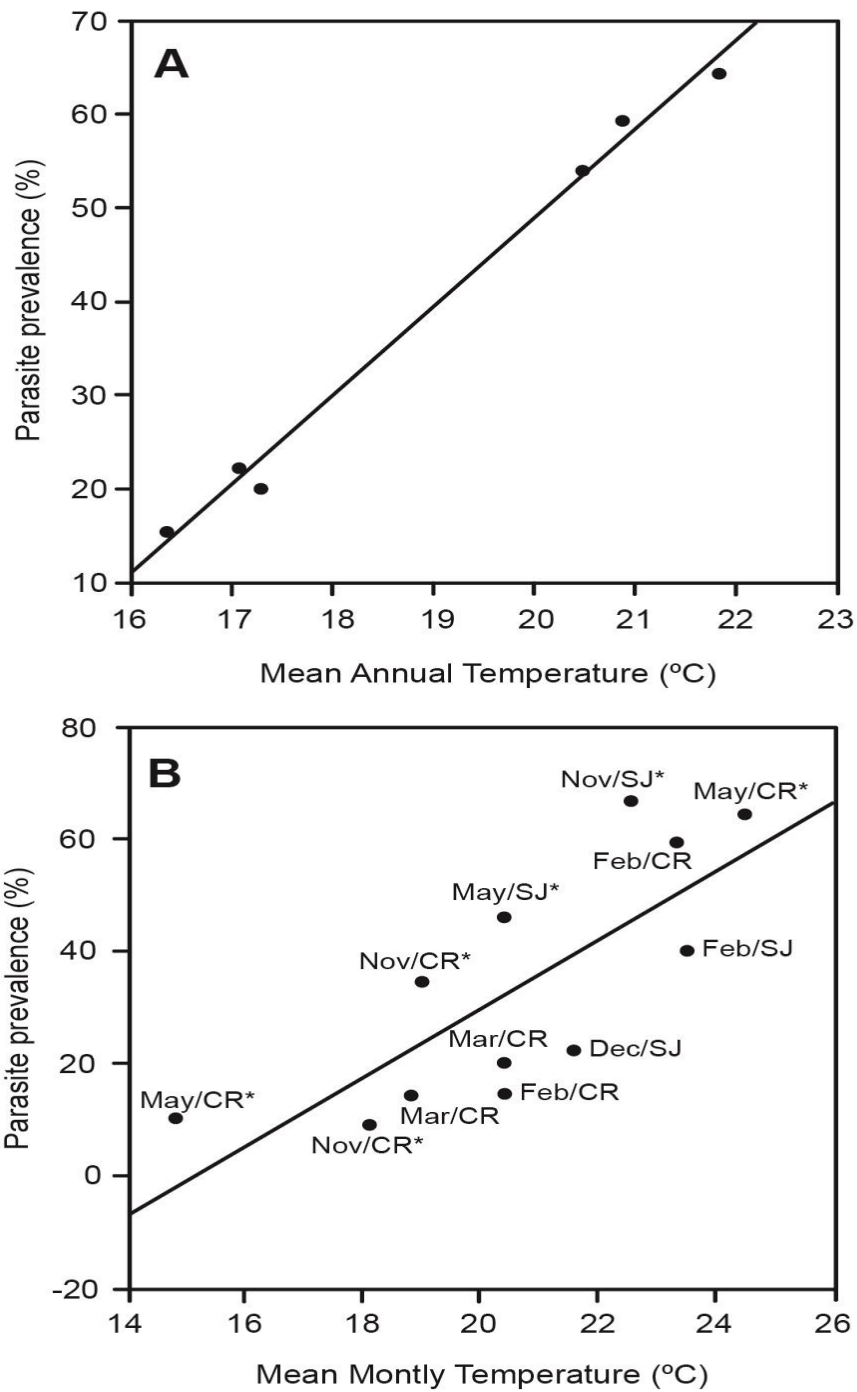 A
Parasite prevalence (%)
70
60
50
40
30
20
10
16 17 18 19 20 21 22 23
Mean Annual Temperature (ºC)
B
Parasite prevalence (%)
80
60
40
20
0
-20
Nov/SJ*
May/CR*
Feb/CR
May/SJ*
Feb/SJ
Nov/CR*
Mar/CR
Dec/SJ
May/CR*
Feb/CR
Mar/CR
Nov/CR*
14 16 18 20 22 24 26
Mean Montly Temperature (ºC)